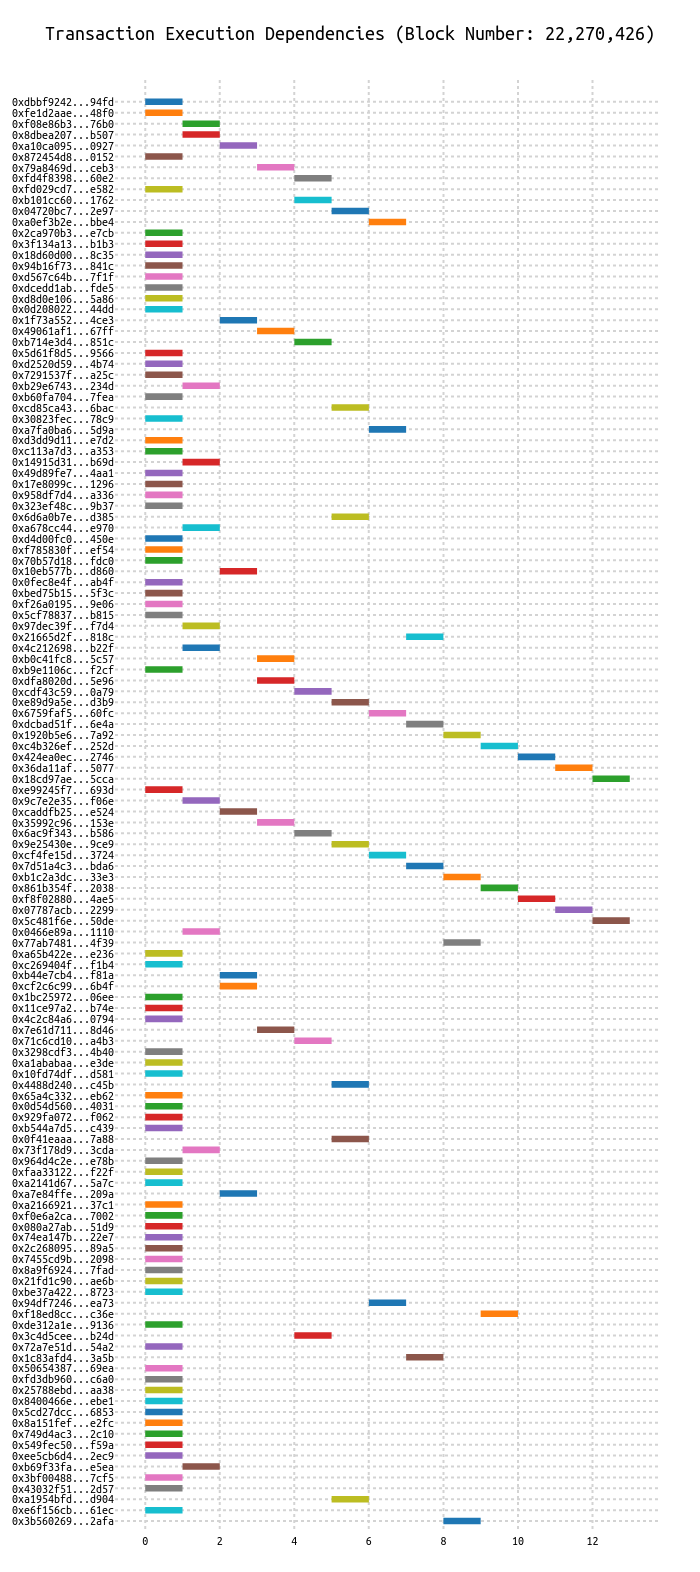 Transaction Execution Dependencies (Block Number: 22,270,426)
0xdbbf9242...94fd
0xfe1d2aae...48f0
0xf08e86b3...76b0
0x8dbea207...b507
0xa10ca095...0927
0x872454d8...0152
0x79a8469d...ceb3
0xfd4f8398...60e2
0xfd029cd7...e582
0xb101cc60...1762
0x04720bc7...2e97
0xa0ef3b2e...bbe4
0x2ca970b3...e7cb
0x3f134a13...b1b3
0x18d60d00...8c35
0x94b16f73...841c
0xd567c64b...7f1f
0xdcedd1ab...fde5
0xd8d0e106...5a86
0x0d208022...44dd
0x1f73a552...4ce3
0x49061af1...67ff
0xb714e3d4...851c
0x5d61f8d5...9566
0xd2520d59...4b74
0x7291537f...a25c
0xb29e6743...234d
0xb60fa704...7fea
0xcd85ca43...6bac
0x30823fec...78c9
0xa7fa0ba6...5d9a
0xd3dd9d11...e7d2
0xc113a7d3...a353
0x14915d31...b69d
0x49d89fe7...4aa1
0x17e8099c...1296
0x958df7d4...a336
0x323ef48c...9b37
0x6d6a0b7e...d385
0xa678cc44...e970
0xd4d00fc0...450e
0xf785830f...ef54
0x70b57d18...fdc0
0x10eb577b...d860
0x0fec8e4f...ab4f
0xbed75b15...5f3c
0xf26a0195...9e06
0x5cf78837...b815
0x97dec39f...f7d4
0x21665d2f...818c
0x4c212698...b22f
0xb0c41fc8...5c57
0xb9e1106c...f2cf
0xdfa8020d...5e96
0xcdf43c59...0a79
0xe89d9a5e...d3b9
0x6759faf5...60fc
0xdcbad51f...6e4a
0x1920b5e6...7a92
0xc4b326ef...252d
0x424ea0ec...2746
0x36da11af...5077
0x18cd97ae...5cca
0xe99245f7...693d
0x9c7e2e35...f06e
0xcaddfb25...e524
0x35992c96...153e
0x6ac9f343...b586
0x9e25430e...9ce9
0xcf4fe15d...3724
0x7d51a4c3...bda6
0xb1c2a3dc...33e3
0x861b354f...2038
0xf8f02880...4ae5
0x07787acb...2299
0x5c481f6e...50de
0x0466e89a...1110
0x77ab7481...4f39
0xa65b422e...e236
0xc269404f...f1b4
0xb44e7cb4...f81a
0xcf2c6c99...6b4f
0x1bc25972...06ee
0x11ce97a2...b74e
0x4c2c84a6...0794
0x7e61d711...8d46
0x71c6cd10...a4b3
0x3298cdf3...4b40
0xa1ababaa...e3de
0x10fd74df...d581
0x4488d240...c45b
0x65a4c332...eb62
0x0d54d560...4031
0x929fa072...f062
0xb544a7d5...c439
0x0f41eaaa...7a88
0x73f178d9...3cda
0x964d4c2e...e78b
0xfaa33122...f22f
0xa2141d67...5a7c
0xa7e84ffe...209a
0xa2166921...37c1
0xf0e6a2ca...7002
0x080a27ab...51d9
0x74ea147b...22e7
0x2c268095...89a5
0x7455cd9b...2098
0x8a9f6924...7fad
0x21fd1c90...ae6b
0xbe37a422...8723
0x94df7246...ea73
0xf18ed8cc...c36e
0xde312a1e...9136
0x3c4d5cee...b24d
0x72a7e51d...54a2
0x1c83afd4...3a5b
0x50654387...69ea
0xfd3db960...c6a0
0x25788ebd...aa38
0x8400466e...ebe1
0x5cd27dcc...6853
0x8a151fef...e2fc
0x749d4ac3...2c10
0x549fec50...f59a
0xee5cb6d4...2ec9
0xb69f33fa...e5ea
0x3bf00488...7cf5
0x43032f51...2d57
0xa1954bfd...d904
0xe6f156cb...61ec
0x3b560269...2afa
0 2 4 6 8 10 12